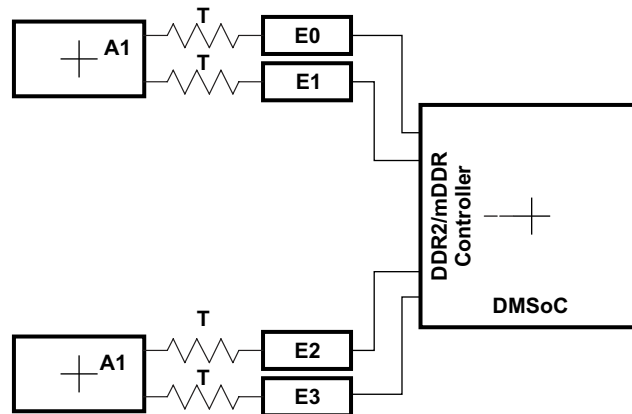 T
A1
E0
T
E1
DDR2/mDDR
Controller
DMSoC
T
A1
E2
T
E3